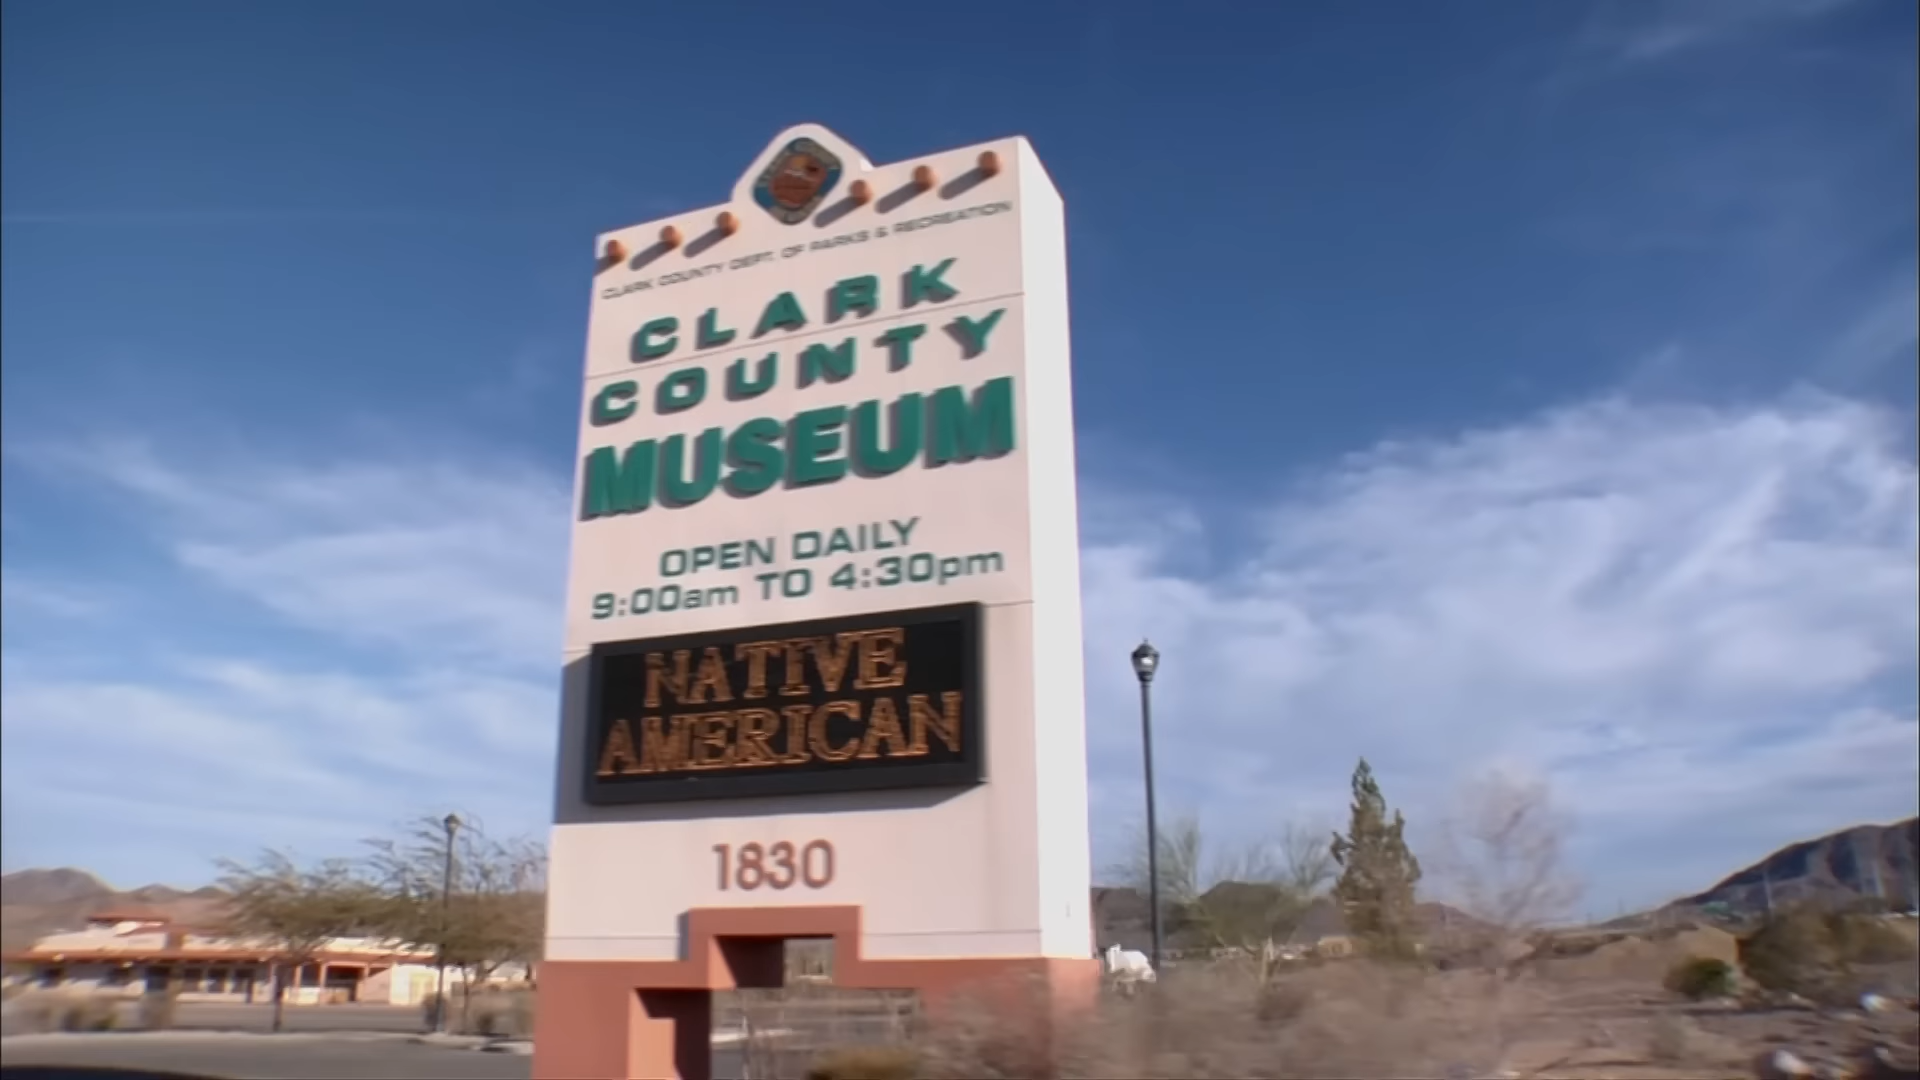 CLARK COUNTY DEPT. OF PARKS & RECREATION
CLARK
COUNTY
MUSEUM
OPEN DAILY
9:00am TO 4:30pm
NATIVE
AMERICAN
1830